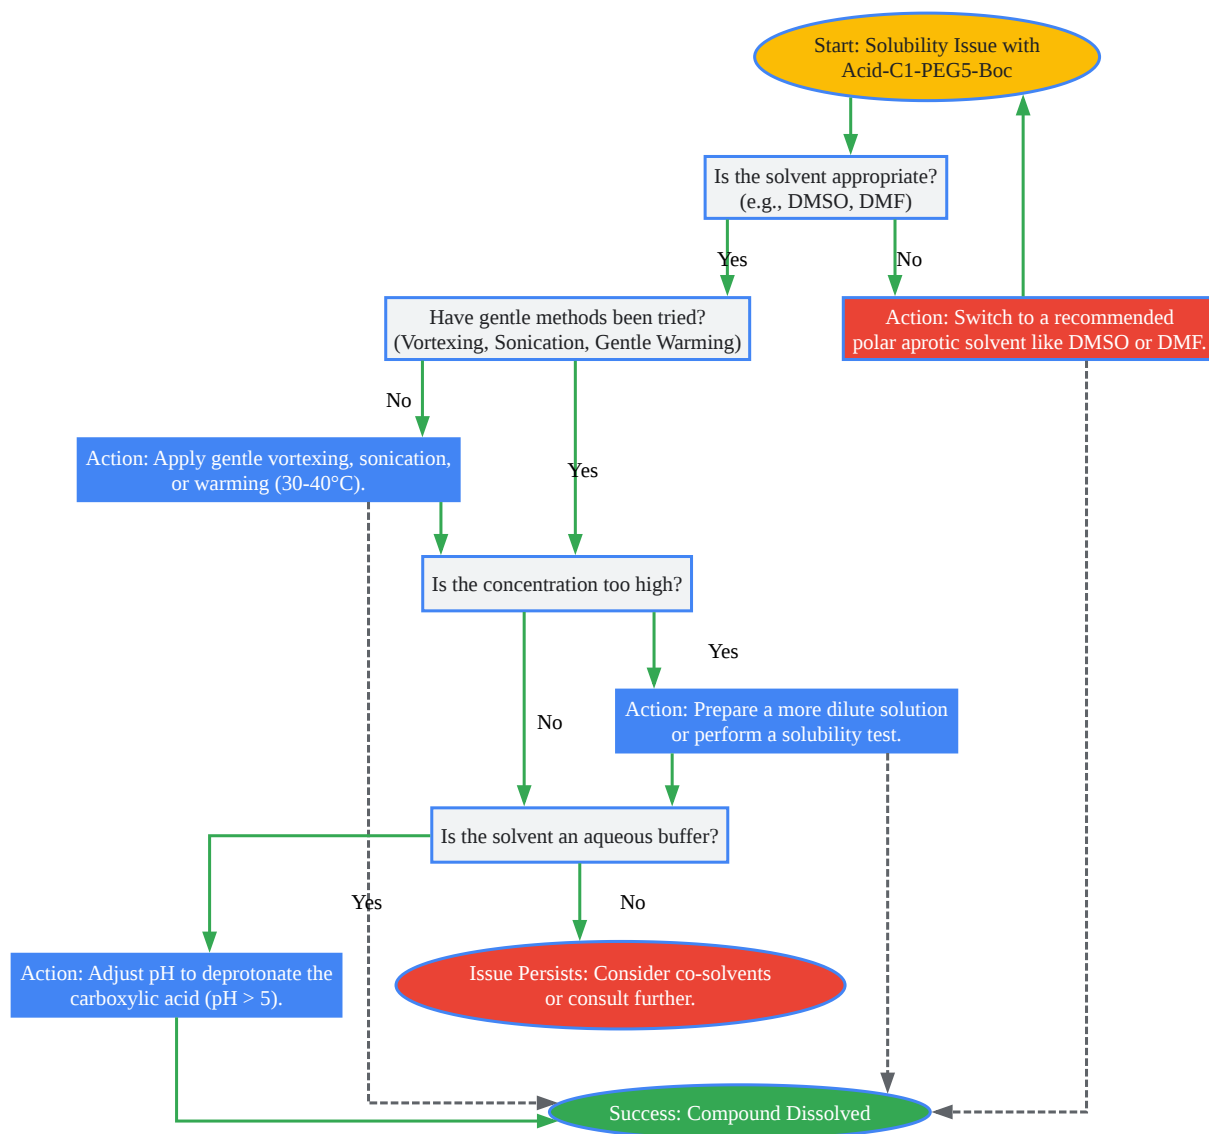 Start: Solubility Issue with
Acid-C1-PEG5-Boc
Is the solvent appropriate?
(e.g., DMSO, DMF)
Yes
No
Have gentle methods been tried?
(Vortexing, Sonication, Gentle Warming)
Action: Switch to a recommended
polar aprotic solvent like DMSO or DMF.
No
Action: Apply gentle vortexing, sonication,
or warming (30-40°C).
Yes
Is the concentration too high?
Yes
Action: Prepare a more dilute solution
or perform a solubility test.
No
Is the solvent an aqueous buffer?
Yes
No
Action: Adjust pH to deprotonate the
carboxylic acid (pH > 5).
Issue Persists: Consider co-solvents
or consult further.
Success: Compound Dissolved